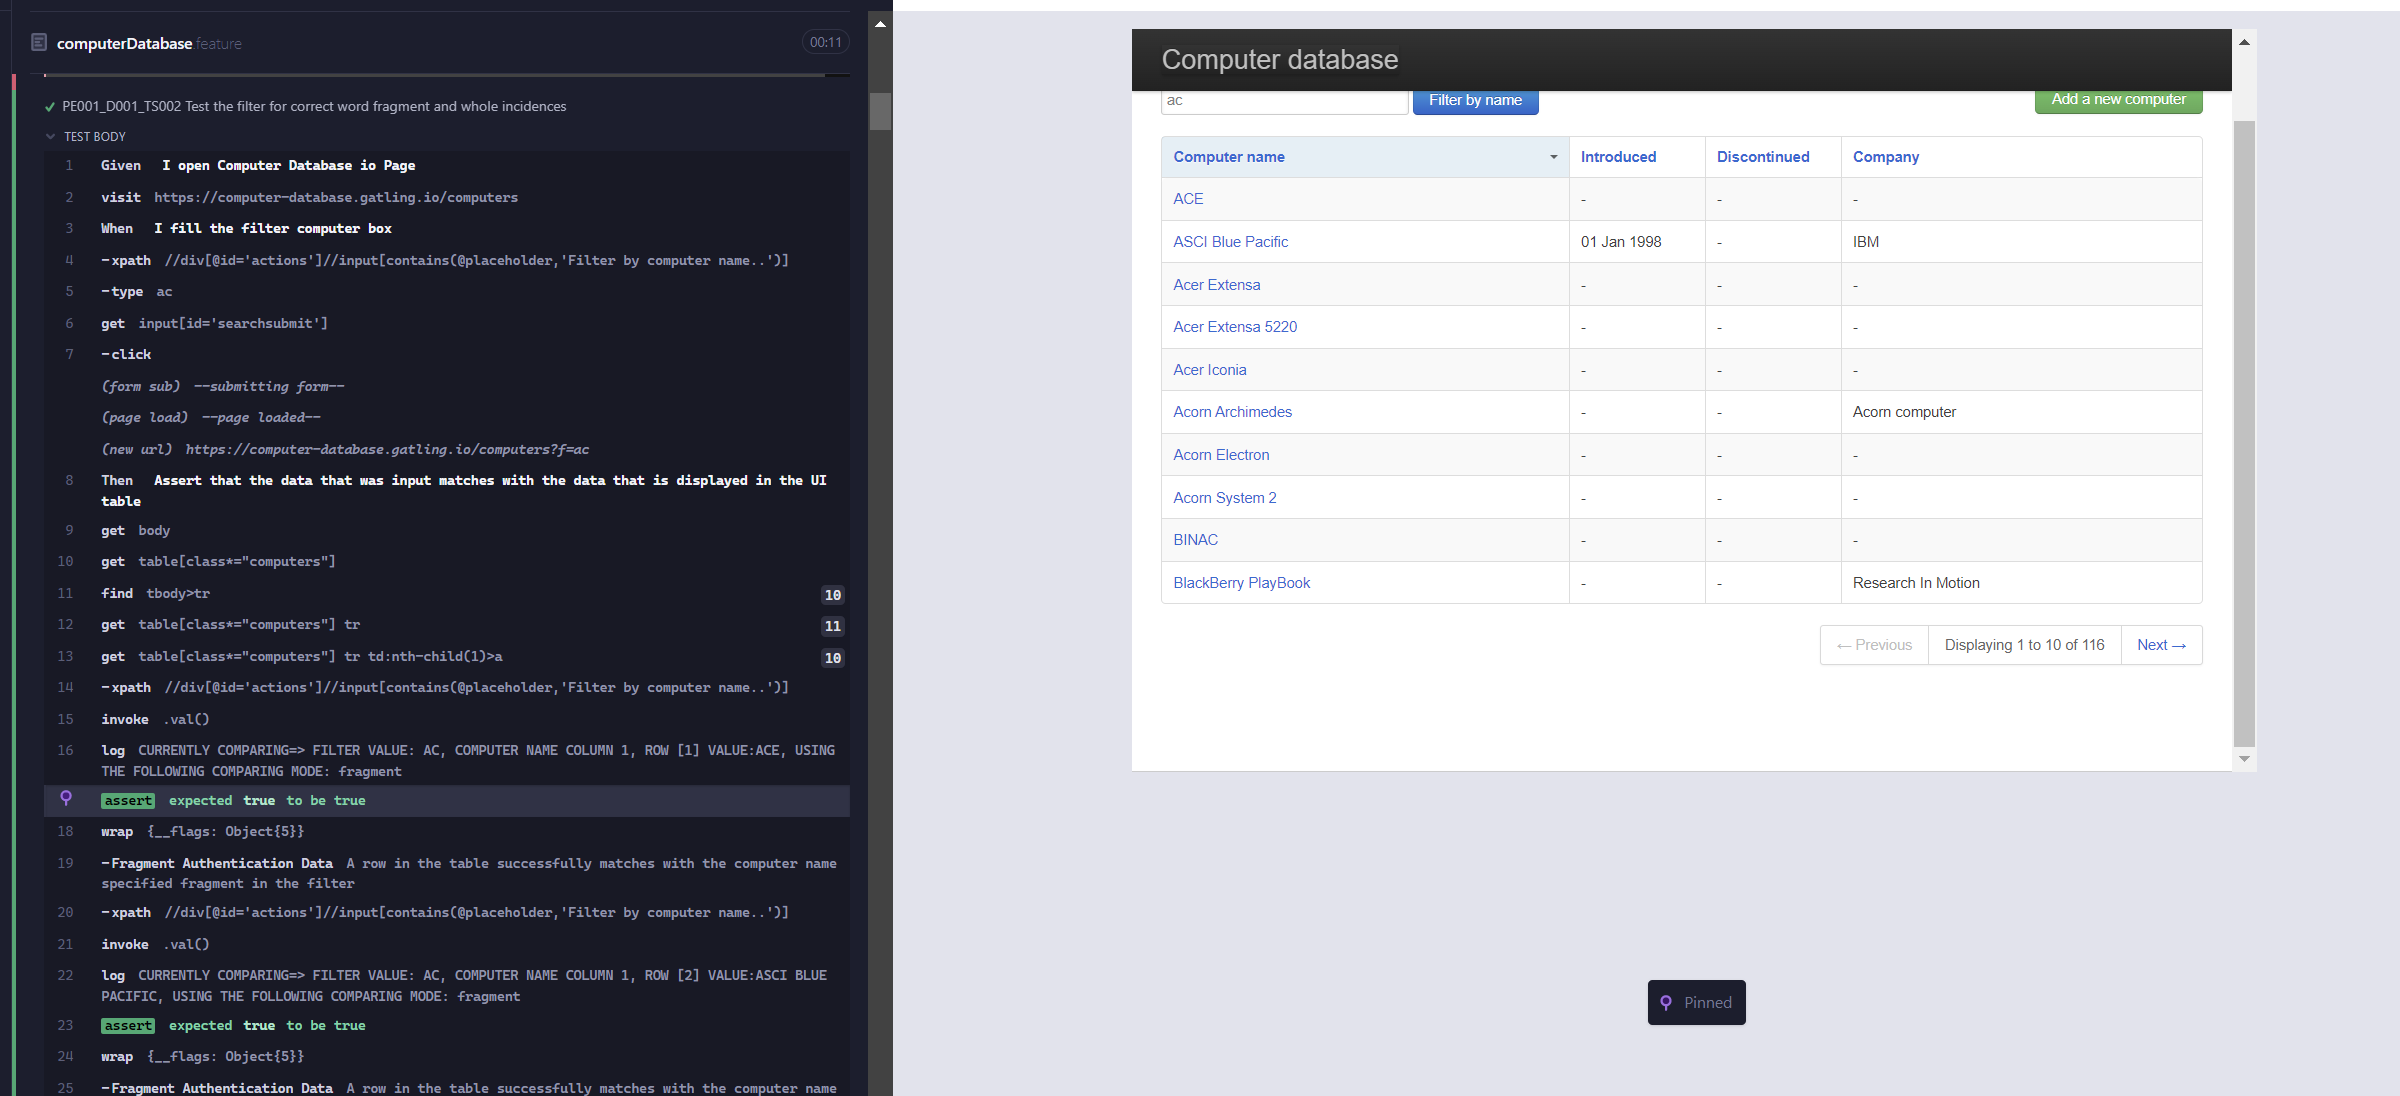 computerDatabase feature
00:11
PE001_D001_TS002 Test the filter for correct word fragment and whole incidences
TEST BODY
1 Given I open Computer Database io Page
2 visit https://computer-database.gatling.io/computers
3 When I fill the filter computer box
4 -xpath //div[@id='actions']//input[contains(@placeholder,'Filter by computer name..')]
5 -type ac
6 get input[id='searchsubmit']
7 -click
(form sub) --submitting form--
(page load) --page loaded--
(new url) https://computer-database.gatling.io/computers?f=ac
8 Then Assert that the data that was input matches with the data that is displayed in the UI
table
9 get body
10 get table[class*="computers"]
11 find tbody>tr 10
12 get table[class*="computers"] tr 11
13 get table[class*="computers"] tr td:nth-child(1)>a 10
14 -xpath //div[@id='actions']//input[contains(@placeholder,'Filter by computer name..')]
15 invoke .val()
16 log CURRENTLY COMPARING=> FILTER VALUE: AC, COMPUTER NAME COLUMN 1, ROW [1] VALUE:ACE, USING
THE FOLLOWING COMPARING MODE: fragment
assert expected true to be true
18 wrap {__flags: Object{5}}
19 -Fragment Authentication Data A row in the table successfully matches with the computer name
specified fragment in the filter
20 -xpath //div[@id='actions']//input[contains(@placeholder,'Filter by computer name..')]
21 invoke .val()
22 log CURRENTLY COMPARING=> FILTER VALUE: AC, COMPUTER NAME COLUMN 1, ROW [2] VALUE:ASCI BLUE
PACIFIC, USING THE FOLLOWING COMPARING MODE: fragment
23 assert expected true to be true
24 wrap {__flags: Object{5}}
25 -Fragment Authentication Data A row in the table successfully matches with the computer name
Computer database
ac Filter by name Add a new computer
Computer name Introduced Discontinued Company
ACE - - -
ASCI Blue Pacific 01 Jan 1998 - IBM
Acer Extensa - - -
Acer Extensa 5220 - - -
Acer Iconia - - -
Acorn Archimedes - - Acorn computer
Acorn Electron - - -
Acorn System 2 - - -
BINAC - - -
BlackBerry PlayBook - - Research In Motion
← Previous Displaying 1 to 10 of 116 Next →
Pinned